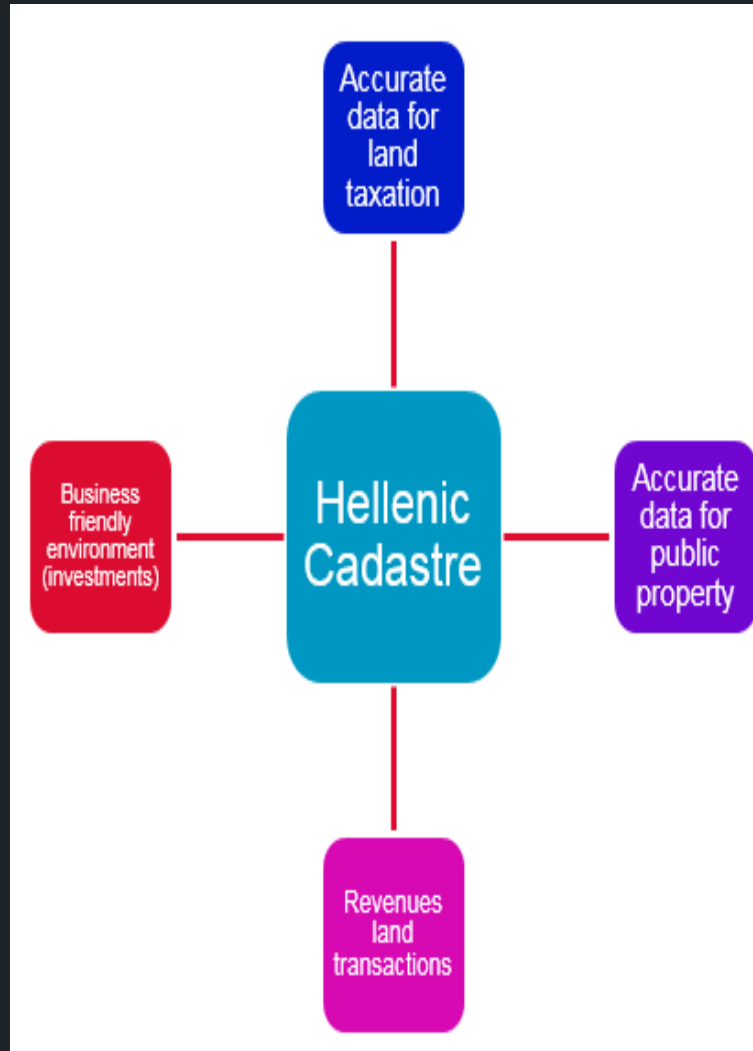 Accurate
data for
land
taxation
Business
friendly
environment
(investments)
Hellenic
Cadastre
Accurate
data for
public
property
Revenues
land
transactions